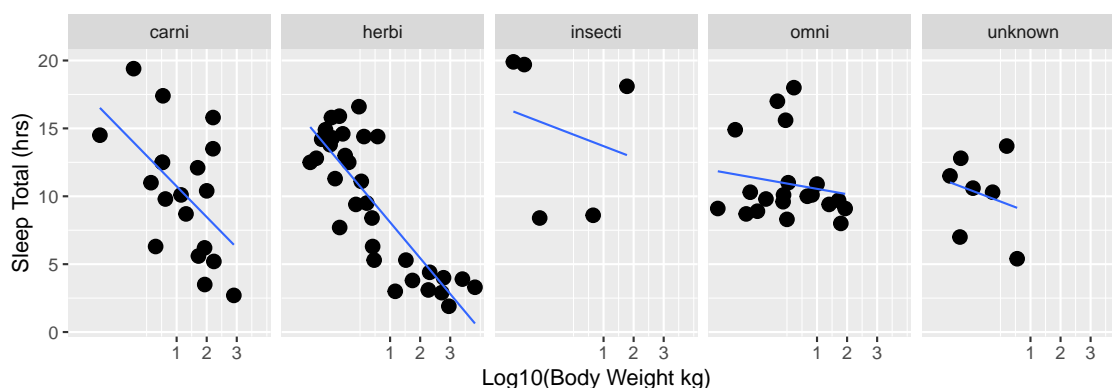 carni herbi insecti omni unknown
20
15
10
5
0
Sleep Total (hrs)
1 2 3 1 2 3 1 2 3 1 2 3 1 2 3
Log10(Body Weight kg)